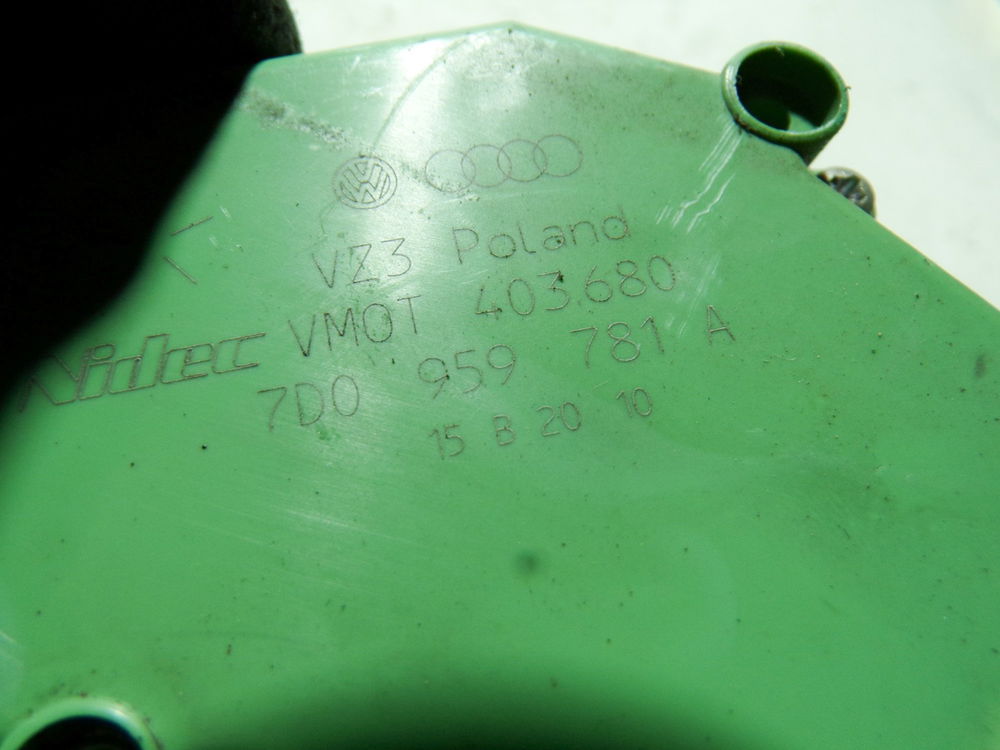 VZ3 Poland
Nidec VMOT 403.680
7D0 959 781 A
15 B 20 10